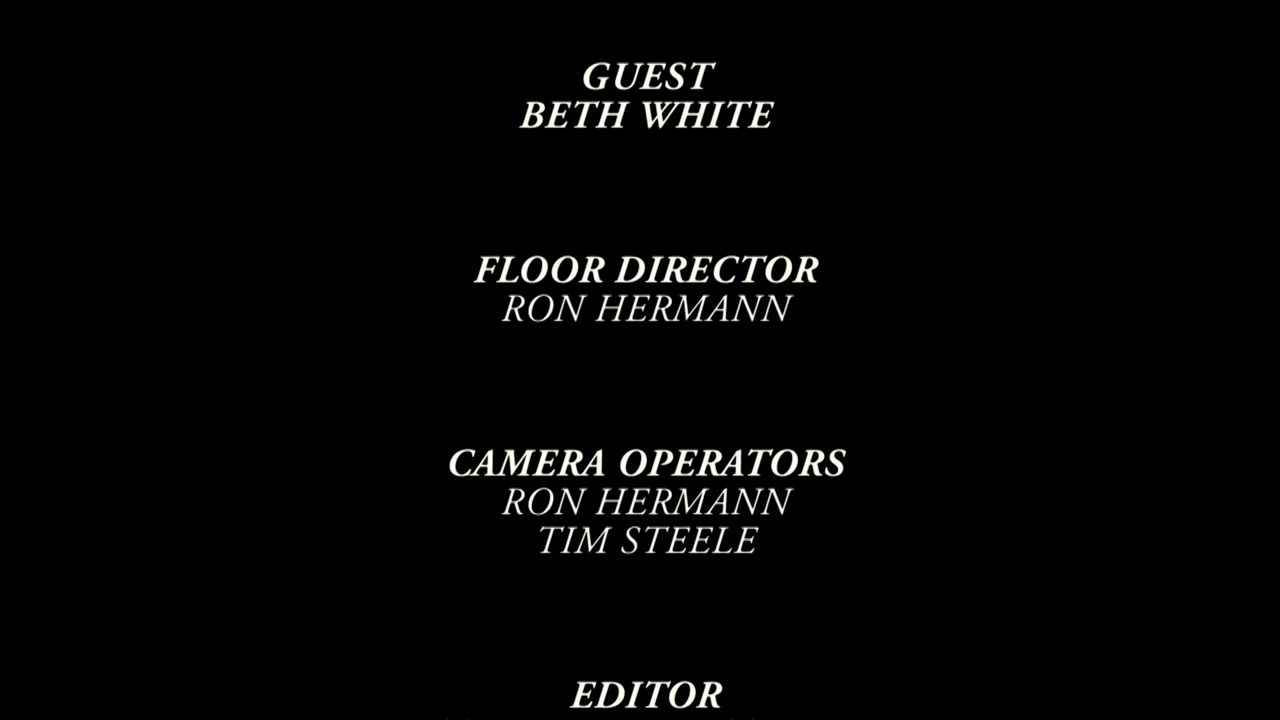 GUEST
BETH WHITE
FLOOR DIRECTOR
RON HERMANN
CAMERA OPERATORS
RON HERMANN
TIM STEELE
EDITOR